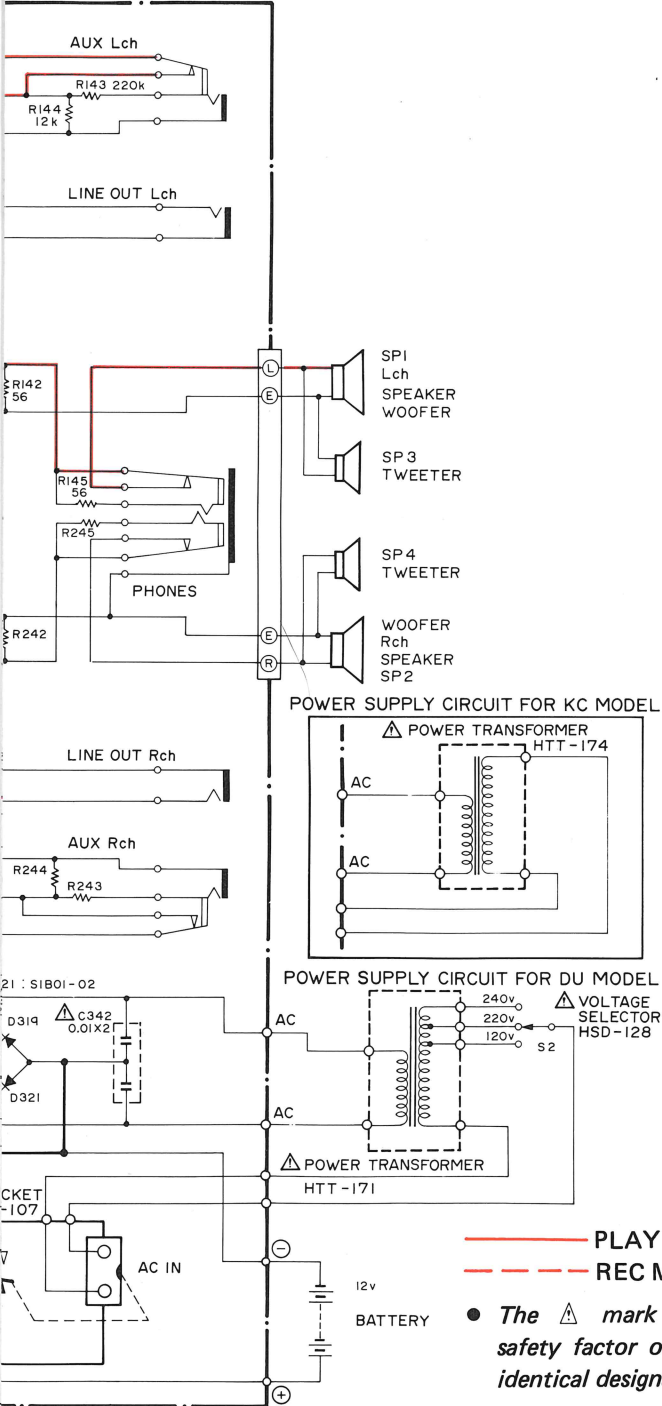 AUX Lch
R143 220k
R144
12k
LINE OUT Lch
R142
56
L
E
SP1
Lch
SPEAKER
WOOFER
SP3
TWEETER
R145
56
R245
PHONES
SP4
TWEETER
R242
E
R
WOOFER
Rch
SPEAKER
SP2
POWER SUPPLY CIRCUIT FOR KC MODEL
⚠ POWER TRANSFORMER
HTT-174
AC
AC
LINE OUT Rch
AUX Rch
R244
R243
POWER SUPPLY CIRCUIT FOR DU MODEL
21 : S1B01-02
D319
⚠ C342
0.01X2
D321
AC
AC
240v
220v
120v
S2
⚠ VOLTAGE
SELECTOR
HSD-128
⚠ POWER TRANSFORMER
HTT-171
CKET
-107
AC IN
⊖
12v
BATTERY
⊕
PLAY
REC M
● The ⚠ mark
safety factor o
identical design